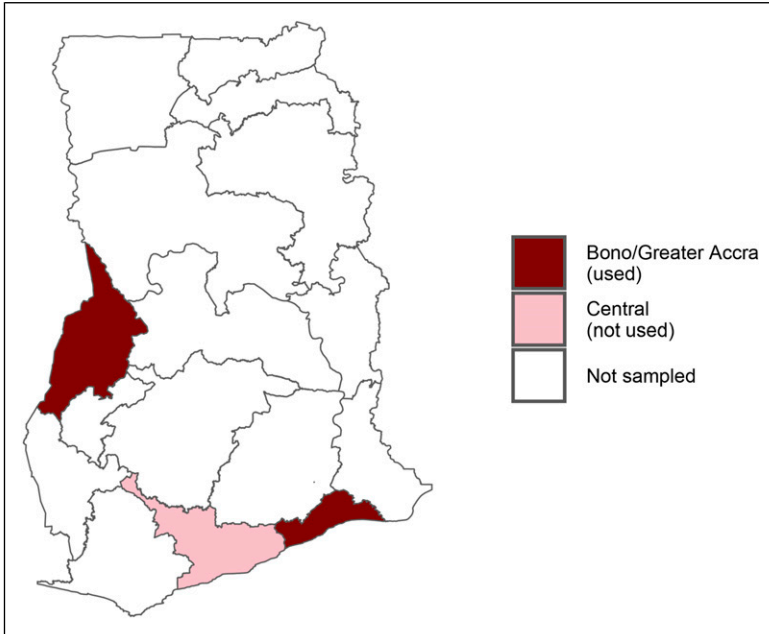 Bono/Greater Accra
(used)
Central
(not used)
Not sampled